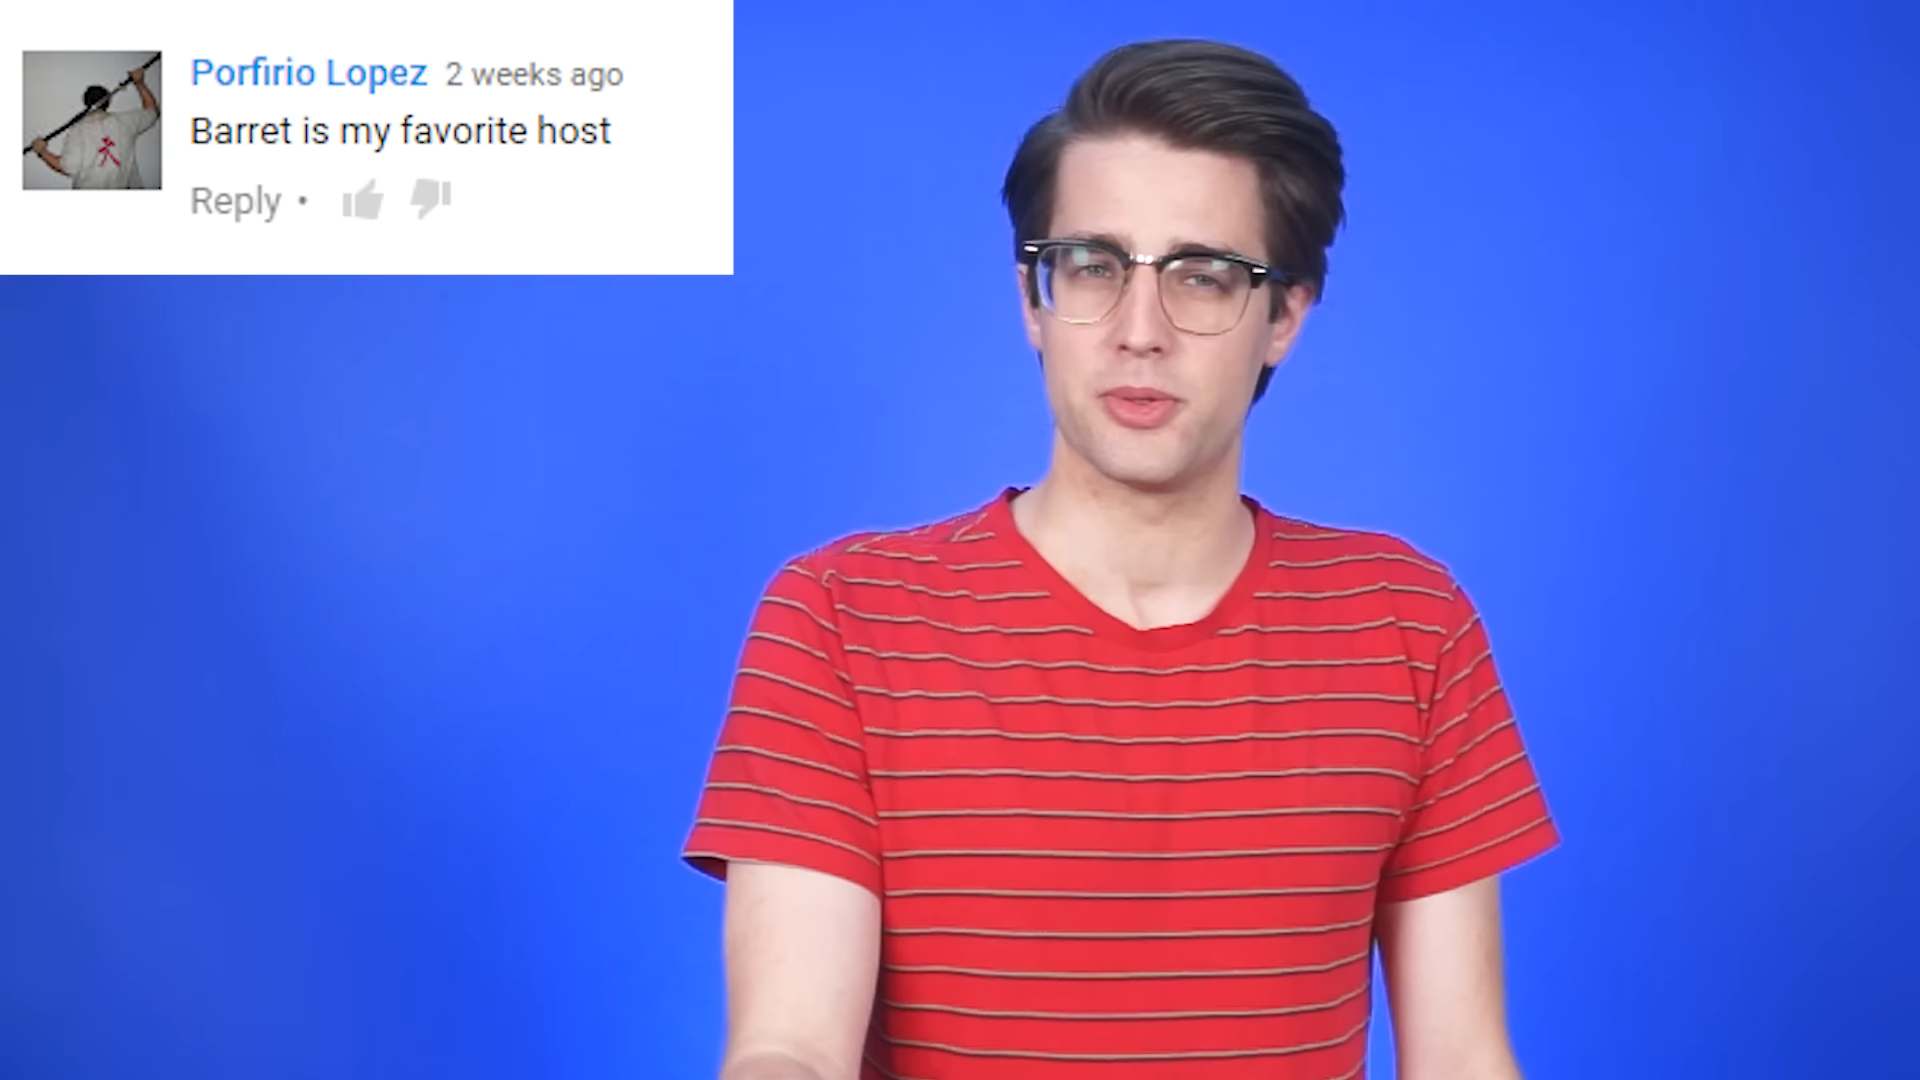 Porfirio Lopez 2 weeks ago
Barret is my favorite host
Reply •